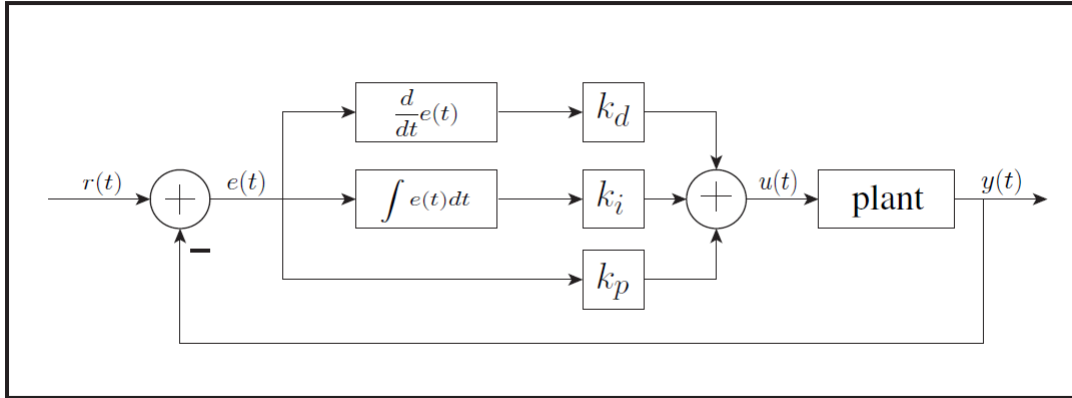 d/dt e(t)
k_d
r(t)
+
e(t)
∫ e(t)dt
k_i
+
u(t)
plant
y(t)
−
k_p